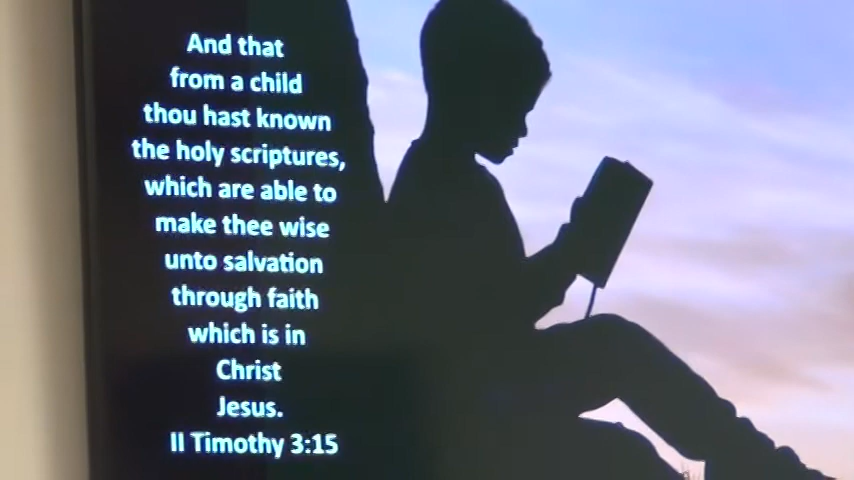 And that
from a child
thou hast known
the holy scriptures,
which are able to
make thee wise
unto salvation
through faith
which is in
Christ
Jesus.
II Timothy 3:15